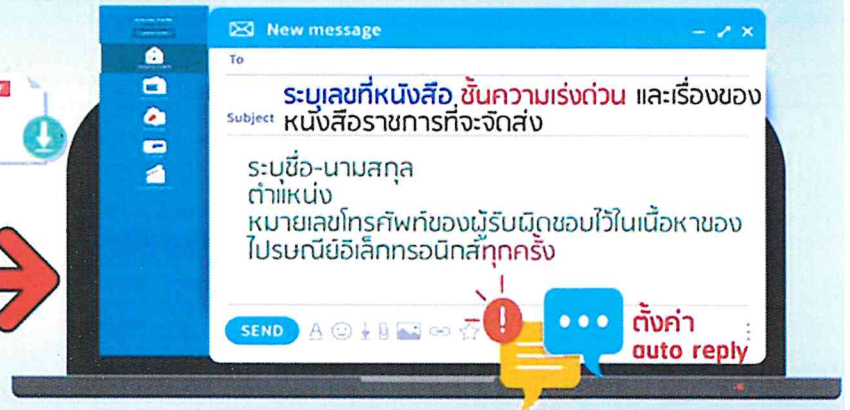 New message
To
ระบุเลขที่หนังสือ ชั้นความเร่งด่วน และเรื่องของ
Subject หนังสือราชการที่จะจัดส่ง
ระบุชื่อ-นามสกุล
ตำแหน่ง
หมายเลขโทรศัพท์ของผู้รับผิดชอบไว้ในเนื้อหาของ
ไปรษณีย์อิเล็กทรอนิกส์ทุกครั้ง
SEND
ตั้งค่า
auto reply